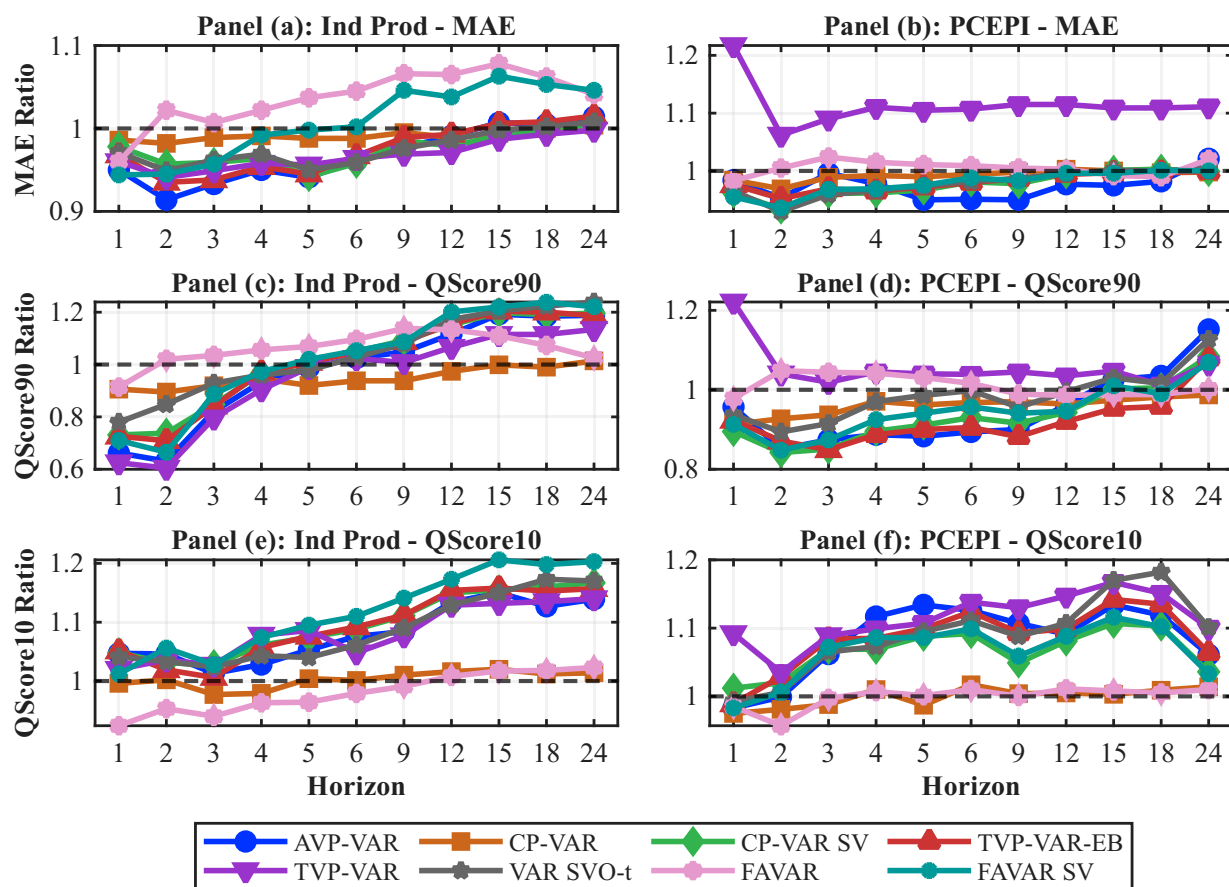 Panel (a): Ind Prod - MAE
Panel (b): PCEPI - MAE
MAE Ratio
1.1
1
0.9
1 2 3 4 5 6 9 12 15 18 24
1.2
1.1
1
1 2 3 4 5 6 9 12 15 18 24
Panel (c): Ind Prod - QScore90
Panel (d): PCEPI - QScore90
QScore90 Ratio
1.2
1
0.8
0.6
1 2 3 4 5 6 9 12 15 18 24
1.2
1
0.8
1 2 3 4 5 6 9 12 15 18 24
Panel (e): Ind Prod - QScore10
Panel (f): PCEPI - QScore10
QScore10 Ratio
1.2
1.1
1
1 2 3 4 5 6 9 12 15 18 24
Horizon
1.2
1.1
1
1 2 3 4 5 6 9 12 15 18 24
Horizon
AVP-VAR CP-VAR CP-VAR SV TVP-VAR-EB
TVP-VAR VAR SVO-t FAVAR FAVAR SV